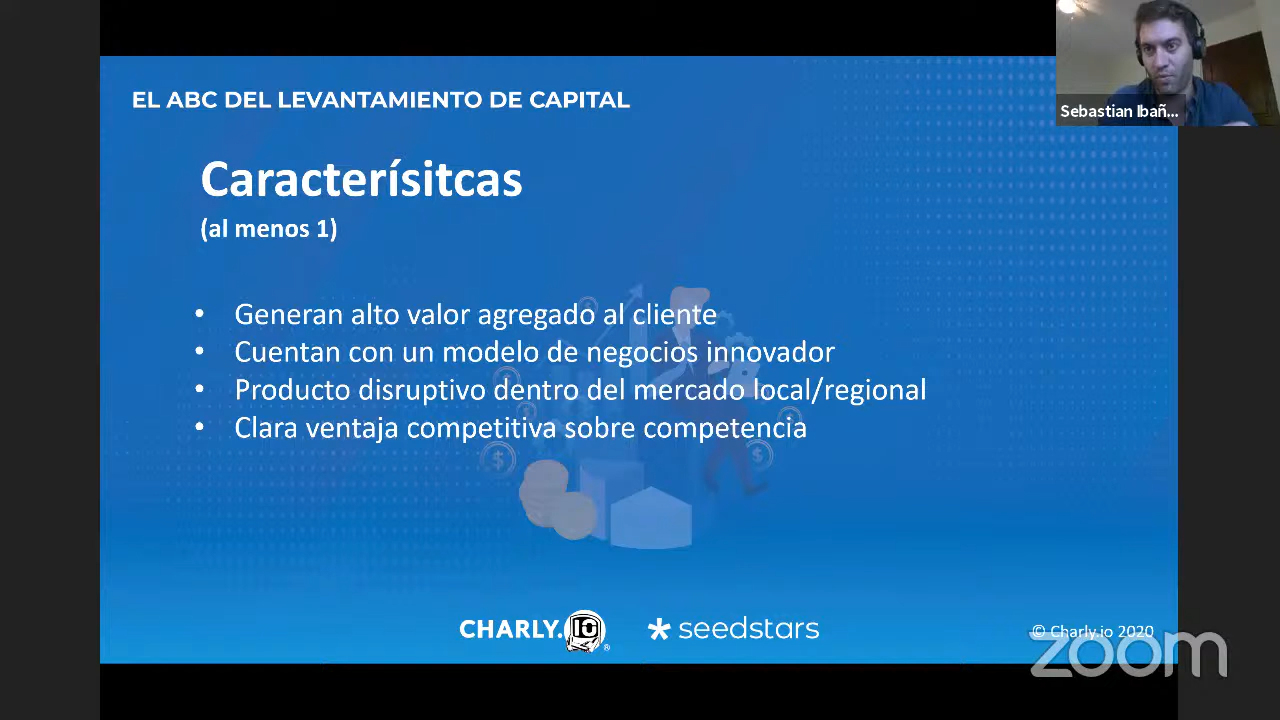 EL ABC DEL LEVANTAMIENTO DE CAPITAL
Sebastian Ibañ...
Caracterísitcas
(al menos 1)
• Generan alto valor agregado al cliente
• Cuentan con un modelo de negocios innovador
• Producto disruptivo dentro del mercado local/regional
• Clara ventaja competitiva sobre competencia
$
$
CHARLY.IO®
seedstars
© Charly.io 2020
zoom